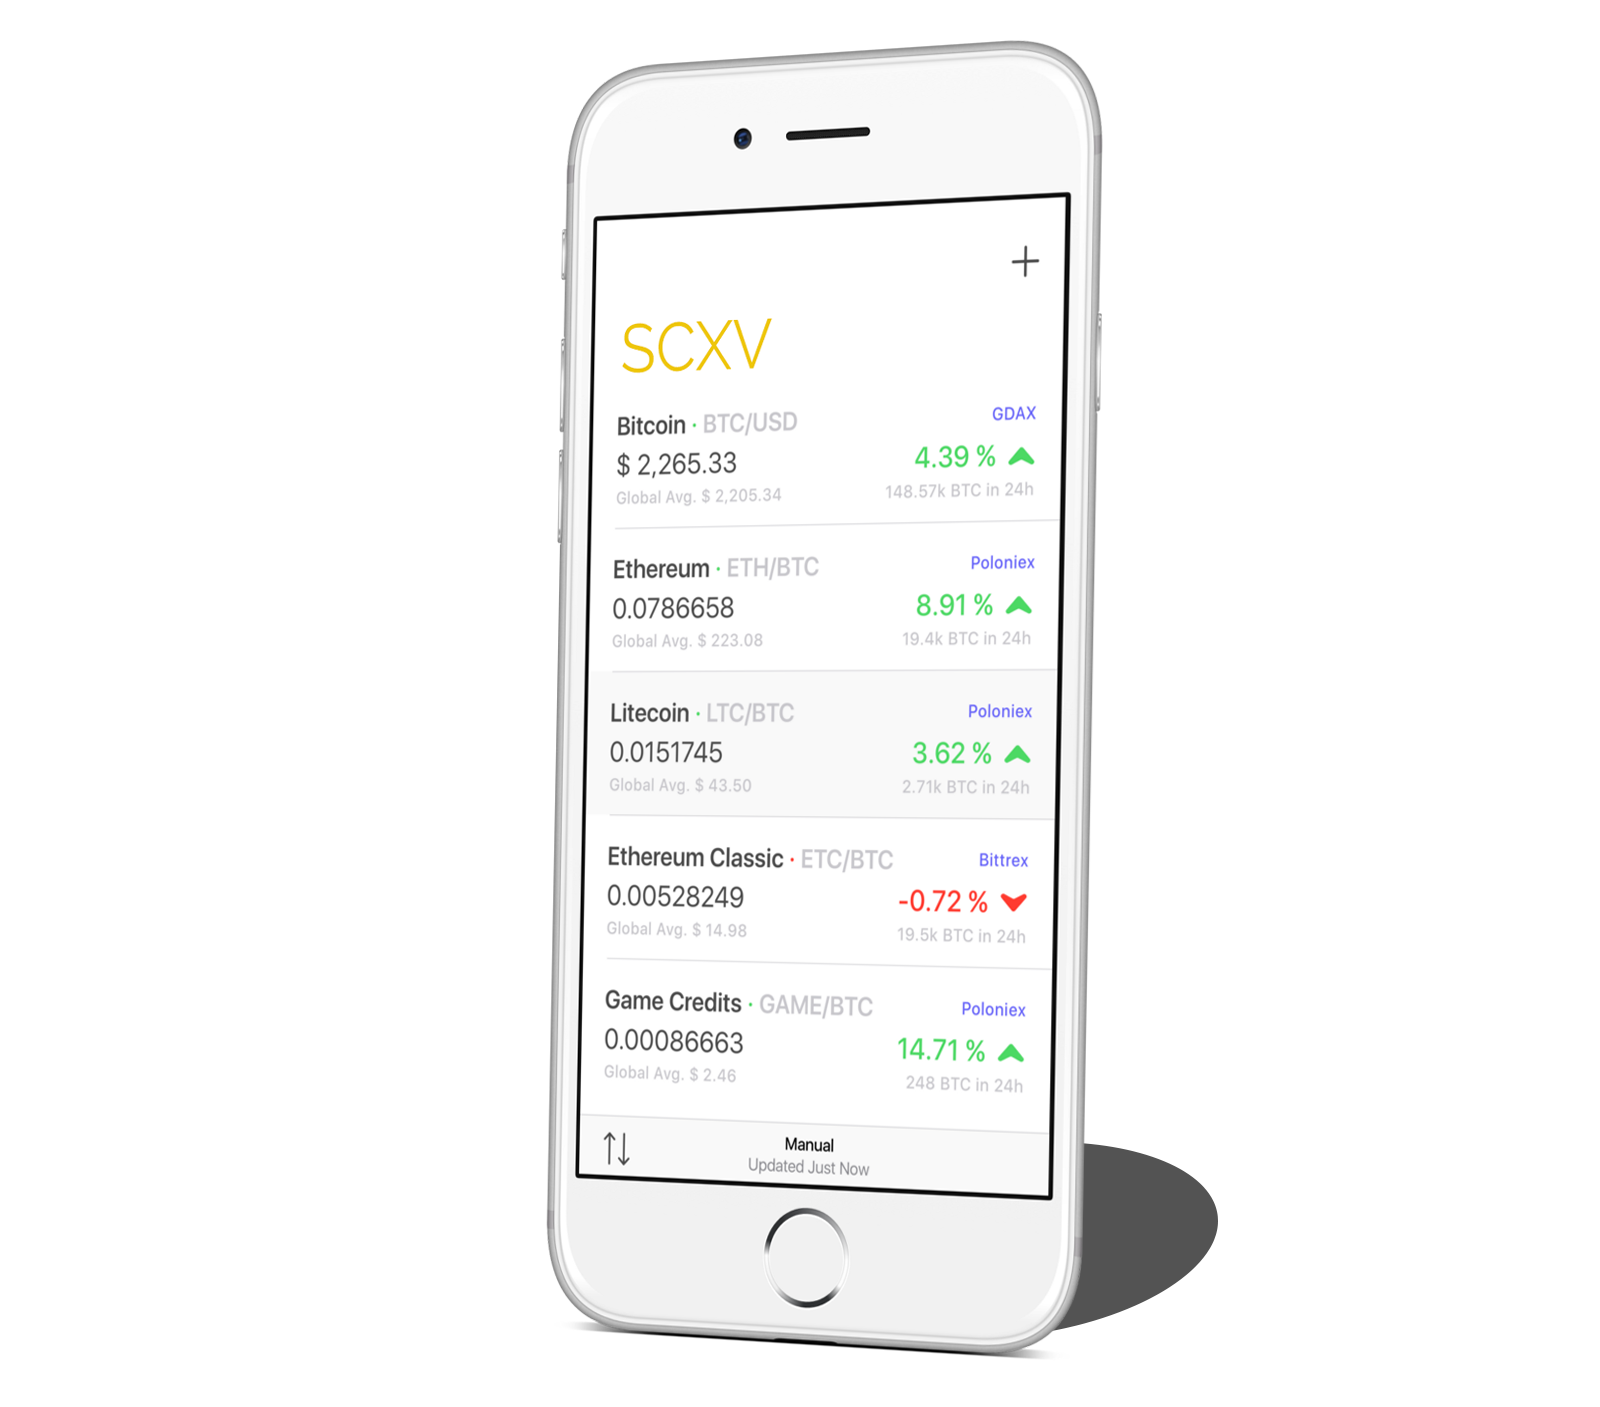 SCXV
Bitcoin · BTC/USD
GDAX
$ 2,265.33
4.39 %
Global Avg. $ 2,205.34
148.57k BTC in 24h
Ethereum · ETH/BTC
Poloniex
0.0786658
8.91 %
Global Avg. $ 223.08
19.4k BTC in 24h
Litecoin · LTC/BTC
Poloniex
0.0151745
3.62 %
Global Avg. $ 43.50
2.71k BTC in 24h
Ethereum Classic · ETC/BTC
Bittrex
0.00528249
-0.72 %
Global Avg. $ 14.98
19.5k BTC in 24h
Game Credits · GAME/BTC
Poloniex
0.00086663
14.71 %
Global Avg. $ 2.46
248 BTC in 24h
Manual
Updated Just Now